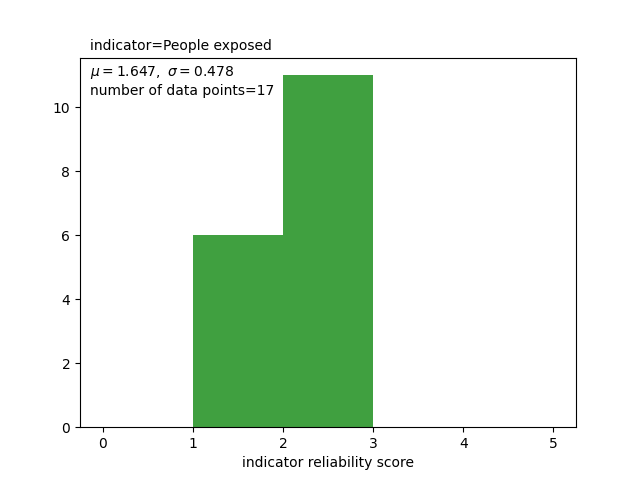 indicator=People exposed
μ = 1.647, σ = 0.478
number of data points=17
10
8
6
4
2
0
0 1 2 3 4 5
indicator reliability score